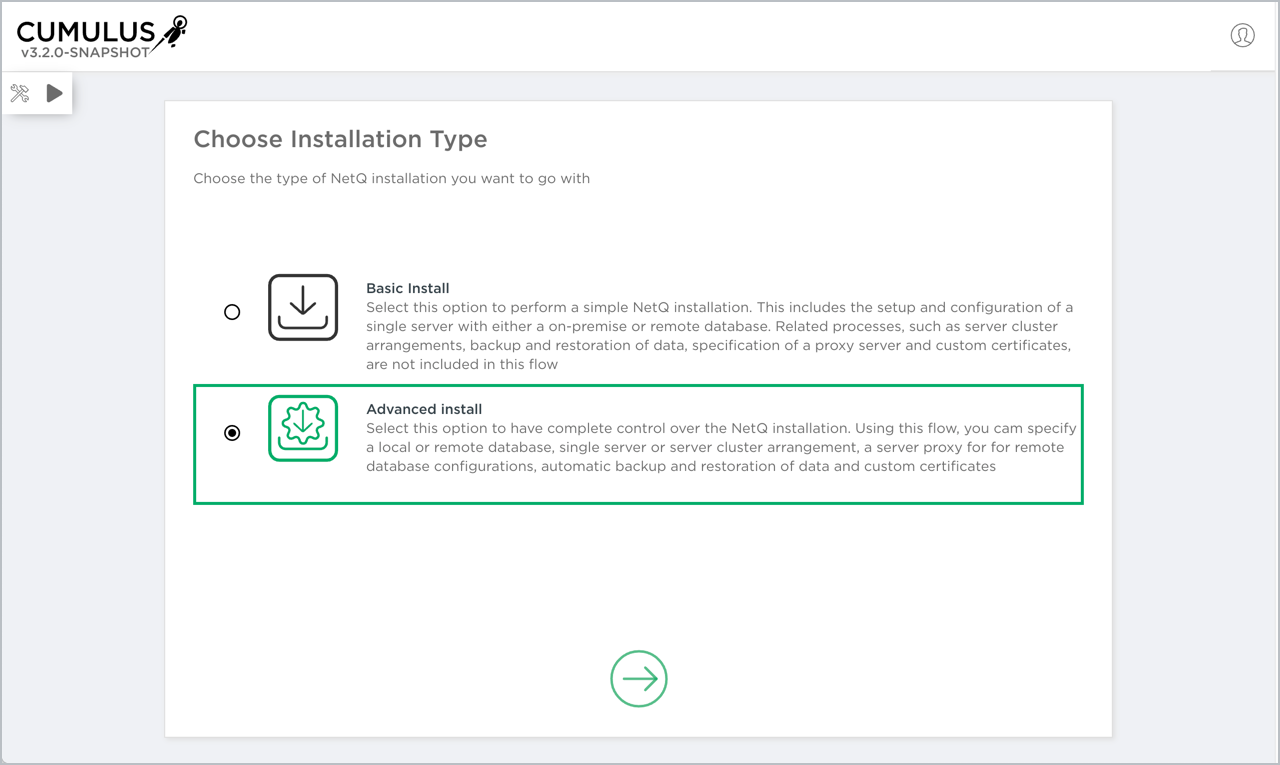 CUMULUS
v3.2.0-SNAPSHOT
Choose Installation Type
Choose the type of NetQ installation you want to go with
Basic Install
Select this option to perform a simple NetQ installation. This includes the setup and configuration of a
single server with either a on-premise or remote database. Related processes, such as server cluster
arrangements, backup and restoration of data, specification of a proxy server and custom certificates,
are not included in this flow
Advanced install
Select this option to have complete control over the NetQ installation. Using this flow, you cam specify
a local or remote database, single server or server cluster arrangement, a server proxy for for remote
database configurations, automatic backup and restoration of data and custom certificates